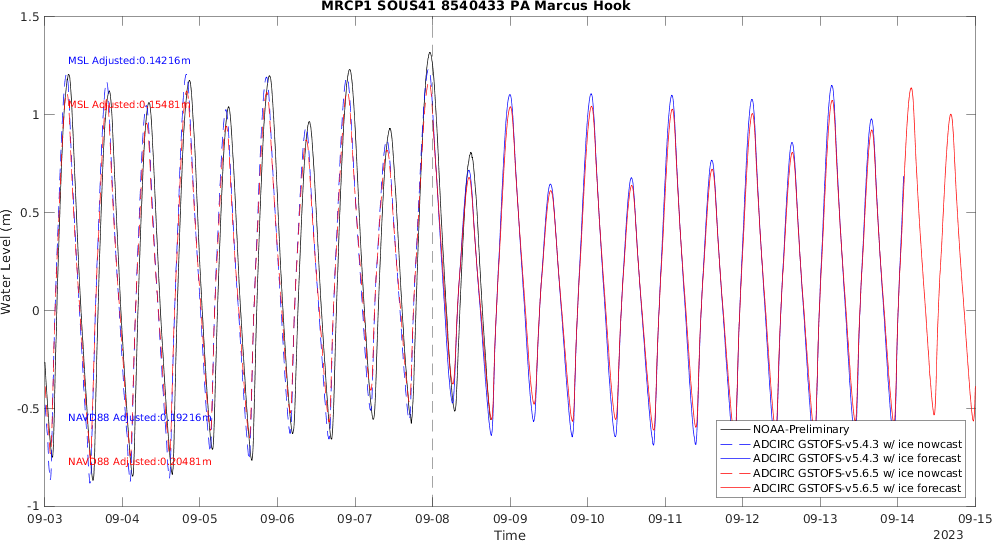 MRCP1 SOUS41 8540433 PA Marcus Hook
1.5
1
0.5
0
-0.5
-1
Water Level (m)
MSL Adjusted:0.14216m
MSL Adjusted:0.15481m
NAVD88 Adjusted:0.19216m
NAVD88 Adjusted:0.20481m
NOAA-Preliminary
ADCIRC GSTOFS-v5.4.3 w/ ice nowcast
ADCIRC GSTOFS-v5.4.3 w/ ice forecast
ADCIRC GSTOFS-v5.6.5 w/ ice nowcast
ADCIRC GSTOFS-v5.6.5 w/ ice forecast
09-03 09-04 09-05 09-06 09-07 09-08 09-09 09-10 09-11 09-12 09-13 09-14 09-15
Time
2023